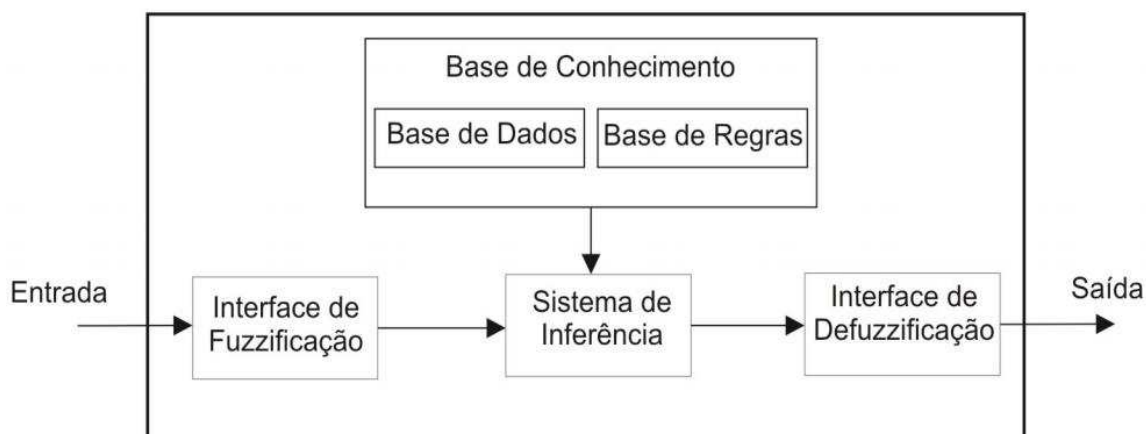 Base de Conhecimento
Base de Dados
Base de Regras
Entrada
Interface de
Fuzzificação
Sistema de
Inferência
Interface de
Defuzzificação
Saída